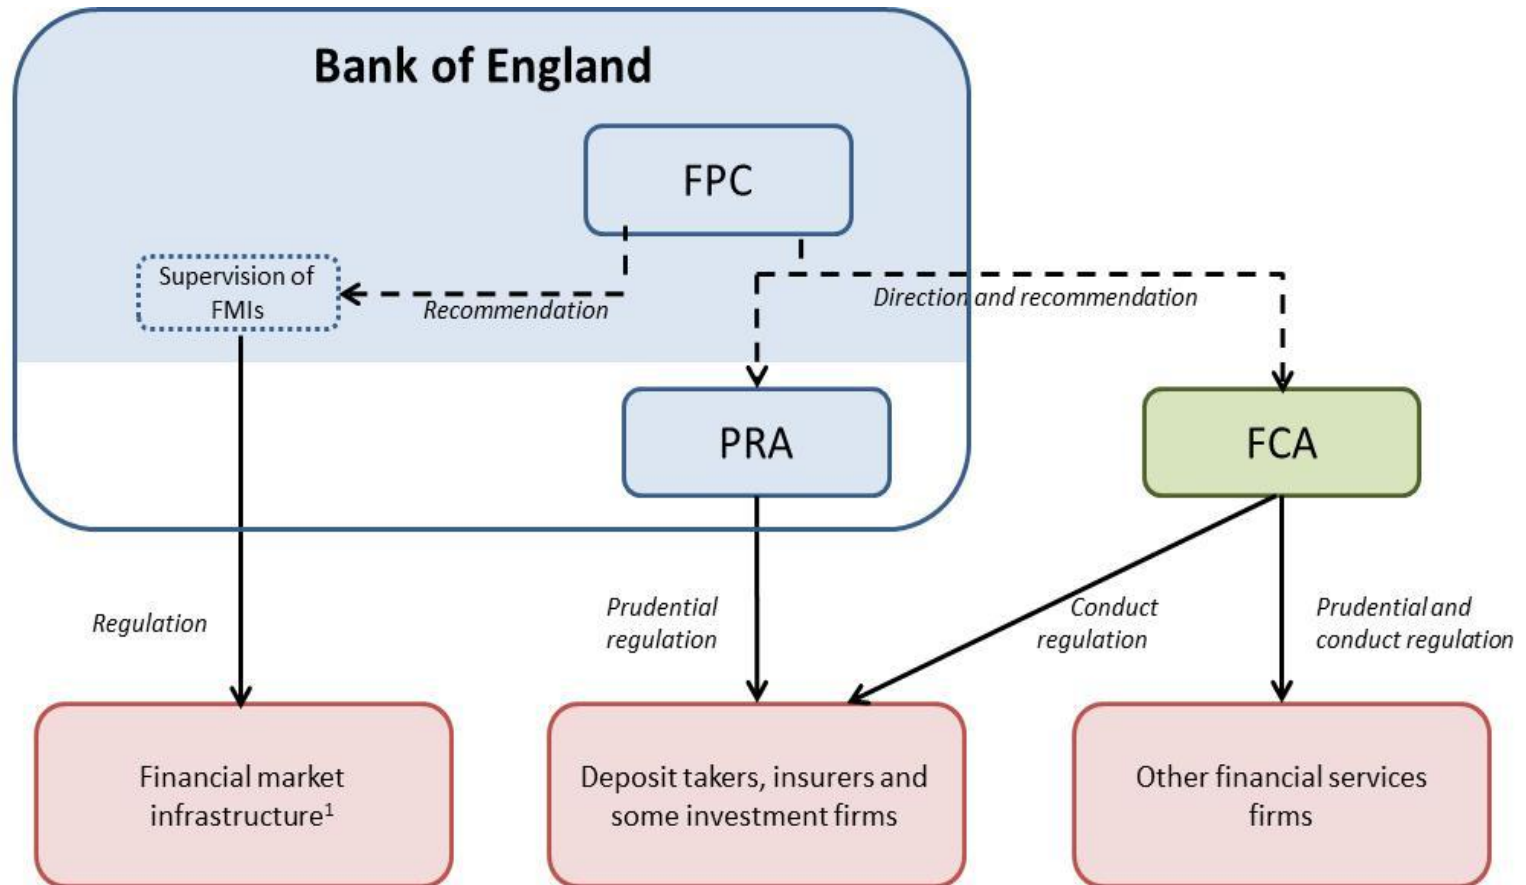 Bank of England
FPC
Supervision of
FMIs
Recommendation
Direction and recommendation
PRA
FCA
Regulation
Prudential
regulation
Conduct
regulation
Prudential and
conduct regulation
Financial market
infrastructure¹
Deposit takers, insurers and
some investment firms
Other financial services
firms